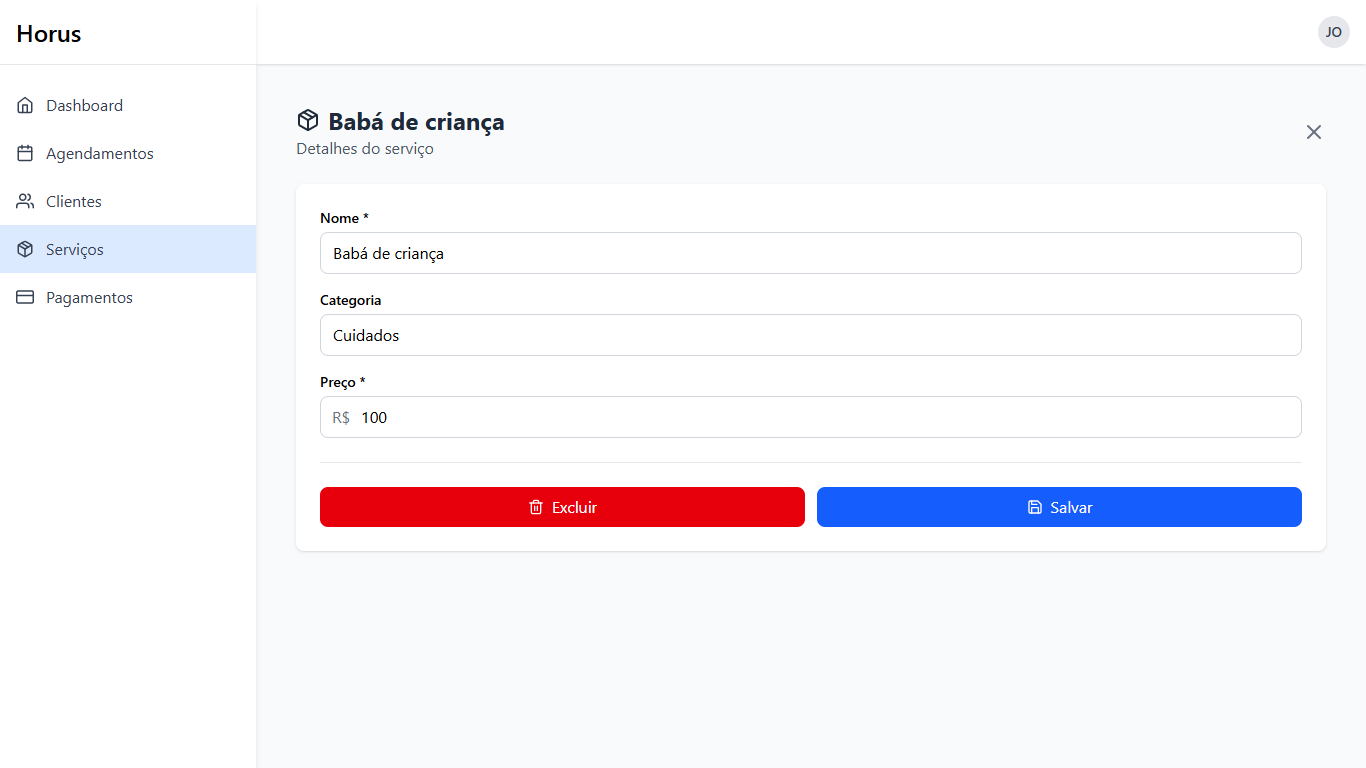 Horus
JO
Dashboard
Agendamentos
Clientes
Serviços
Pagamentos
Babá de criança
Detalhes do serviço
Nome *
Babá de criança
Categoria
Cuidados
Preço *
R$ 100
Excluir
Salvar